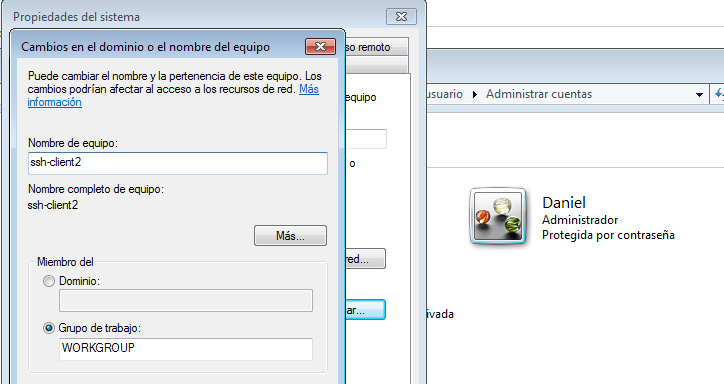 Propiedades del sistema
Cambios en el dominio o el nombre del equipo
Puede cambiar el nombre y la pertenencia de este equipo. Los
cambios podrían afectar al acceso a los recursos de red. Más
información
Nombre de equipo:
ssh-client2
Nombre completo de equipo:
ssh-client2
Más...
Miembro del
Dominio:
Grupo de trabajo:
WORKGROUP
so remoto
equipo
o
red...
ar...
usuario
Administrar cuentas
Daniel
Administrador
Protegida por contraseña
ivada